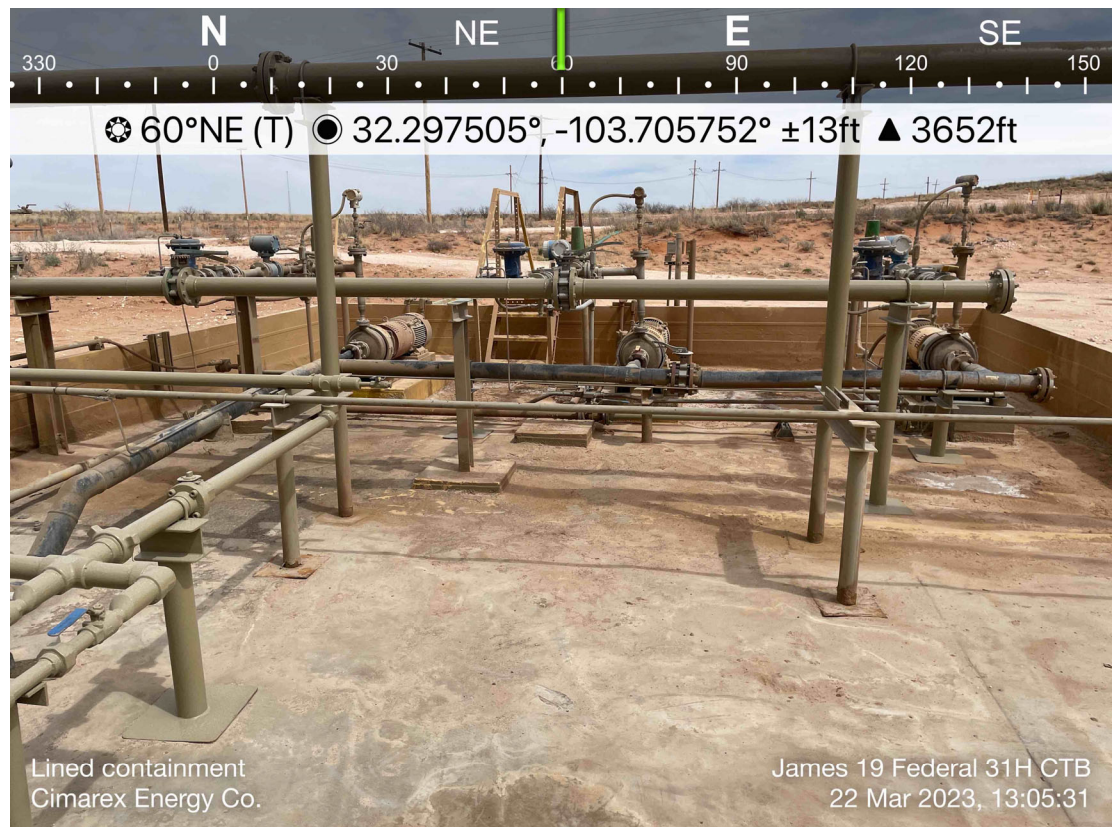 N NE E SE
330 0 30 60 90 120 150
60°NE (T) 32.297505°, -103.705752° ±13ft ▲ 3652ft
Lined containment
Cimarex Energy Co.
James 19 Federal 31H CTB
22 Mar 2023, 13:05:31